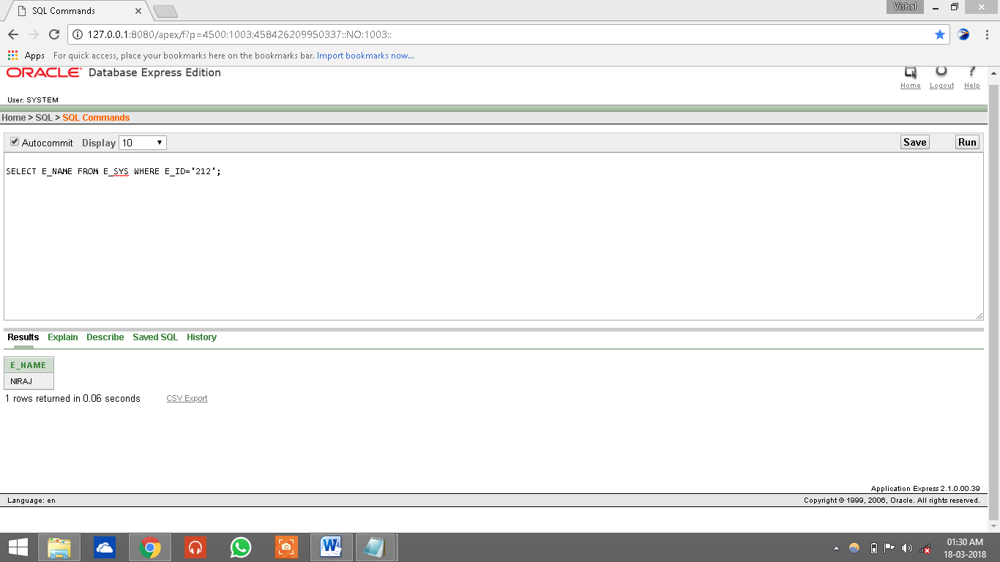 SQL Commands
Vishal
127.0.0.1:8080/apex/f?p=4500:1003:458426209950337::NO:1003::
Apps For quick access, place your bookmarks here on the bookmarks bar. Import bookmarks now...
ORACLE Database Express Edition
Home Logout Help
User: SYSTEM
Home > SQL > SQL Commands
Autocommit Display 10 Save Run
SELECT E_NAME FROM E_SYS WHERE E_ID='212';
Results Explain Describe Saved SQL History
E_NAME
NIRAJ
1 rows returned in 0.06 seconds CSV Export
Application Express 2.1.0.00.39
Language: en Copyright © 1999, 2006, Oracle. All rights reserved.
01:30 AM
18-03-2018